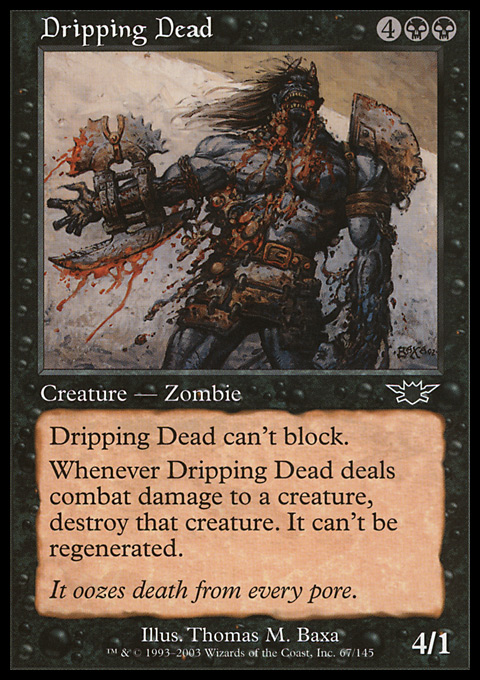 Dripping Dead 4
Creature — Zombie
Dripping Dead can't block.
Whenever Dripping Dead deals
combat damage to a creature,
destroy that creature. It can't be
regenerated.
It oozes death from every pore.
Illus. Thomas M. Baxa
™ & © 1993-2003 Wizards of the Coast, Inc. 67/145
4/1